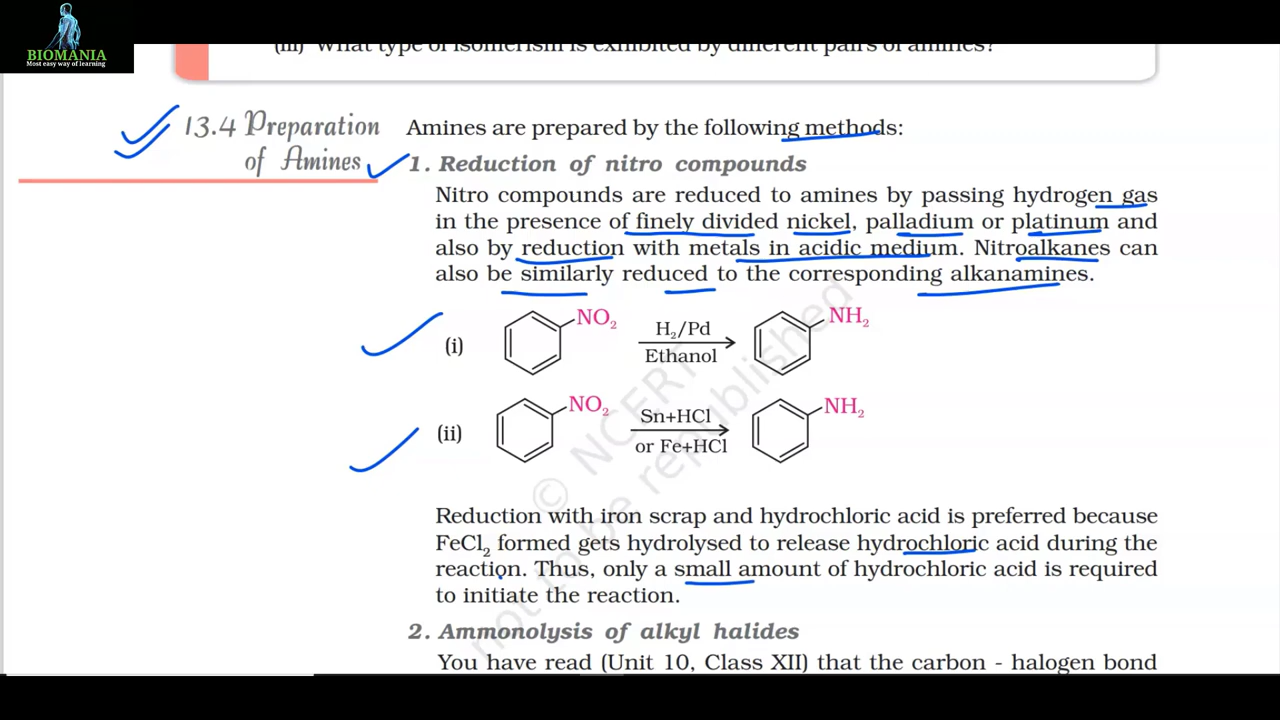 BIOMANIA
Most easy way of learning
(iii) What type of isomerism is exhibited by different pairs of amines?
13.4 Preparation
of Amines
Amines are prepared by the following methods:
1. Reduction of nitro compounds
Nitro compounds are reduced to amines by passing hydrogen gas
in the presence of finely divided nickel, palladium or platinum and
also by reduction with metals in acidic medium. Nitroalkanes can
also be similarly reduced to the corresponding alkanamines.
(i) NO₂ H₂/Pd Ethanol NH₂
(ii) NO₂ Sn+HCl or Fe+HCl NH₂
Reduction with iron scrap and hydrochloric acid is preferred because
FeCl₂ formed gets hydrolysed to release hydrochloric acid during the
reaction. Thus, only a small amount of hydrochloric acid is required
to initiate the reaction.
2. Ammonolysis of alkyl halides
You have read (Unit 10, Class XII) that the carbon - halogen bond
© NCERT
not to be republished